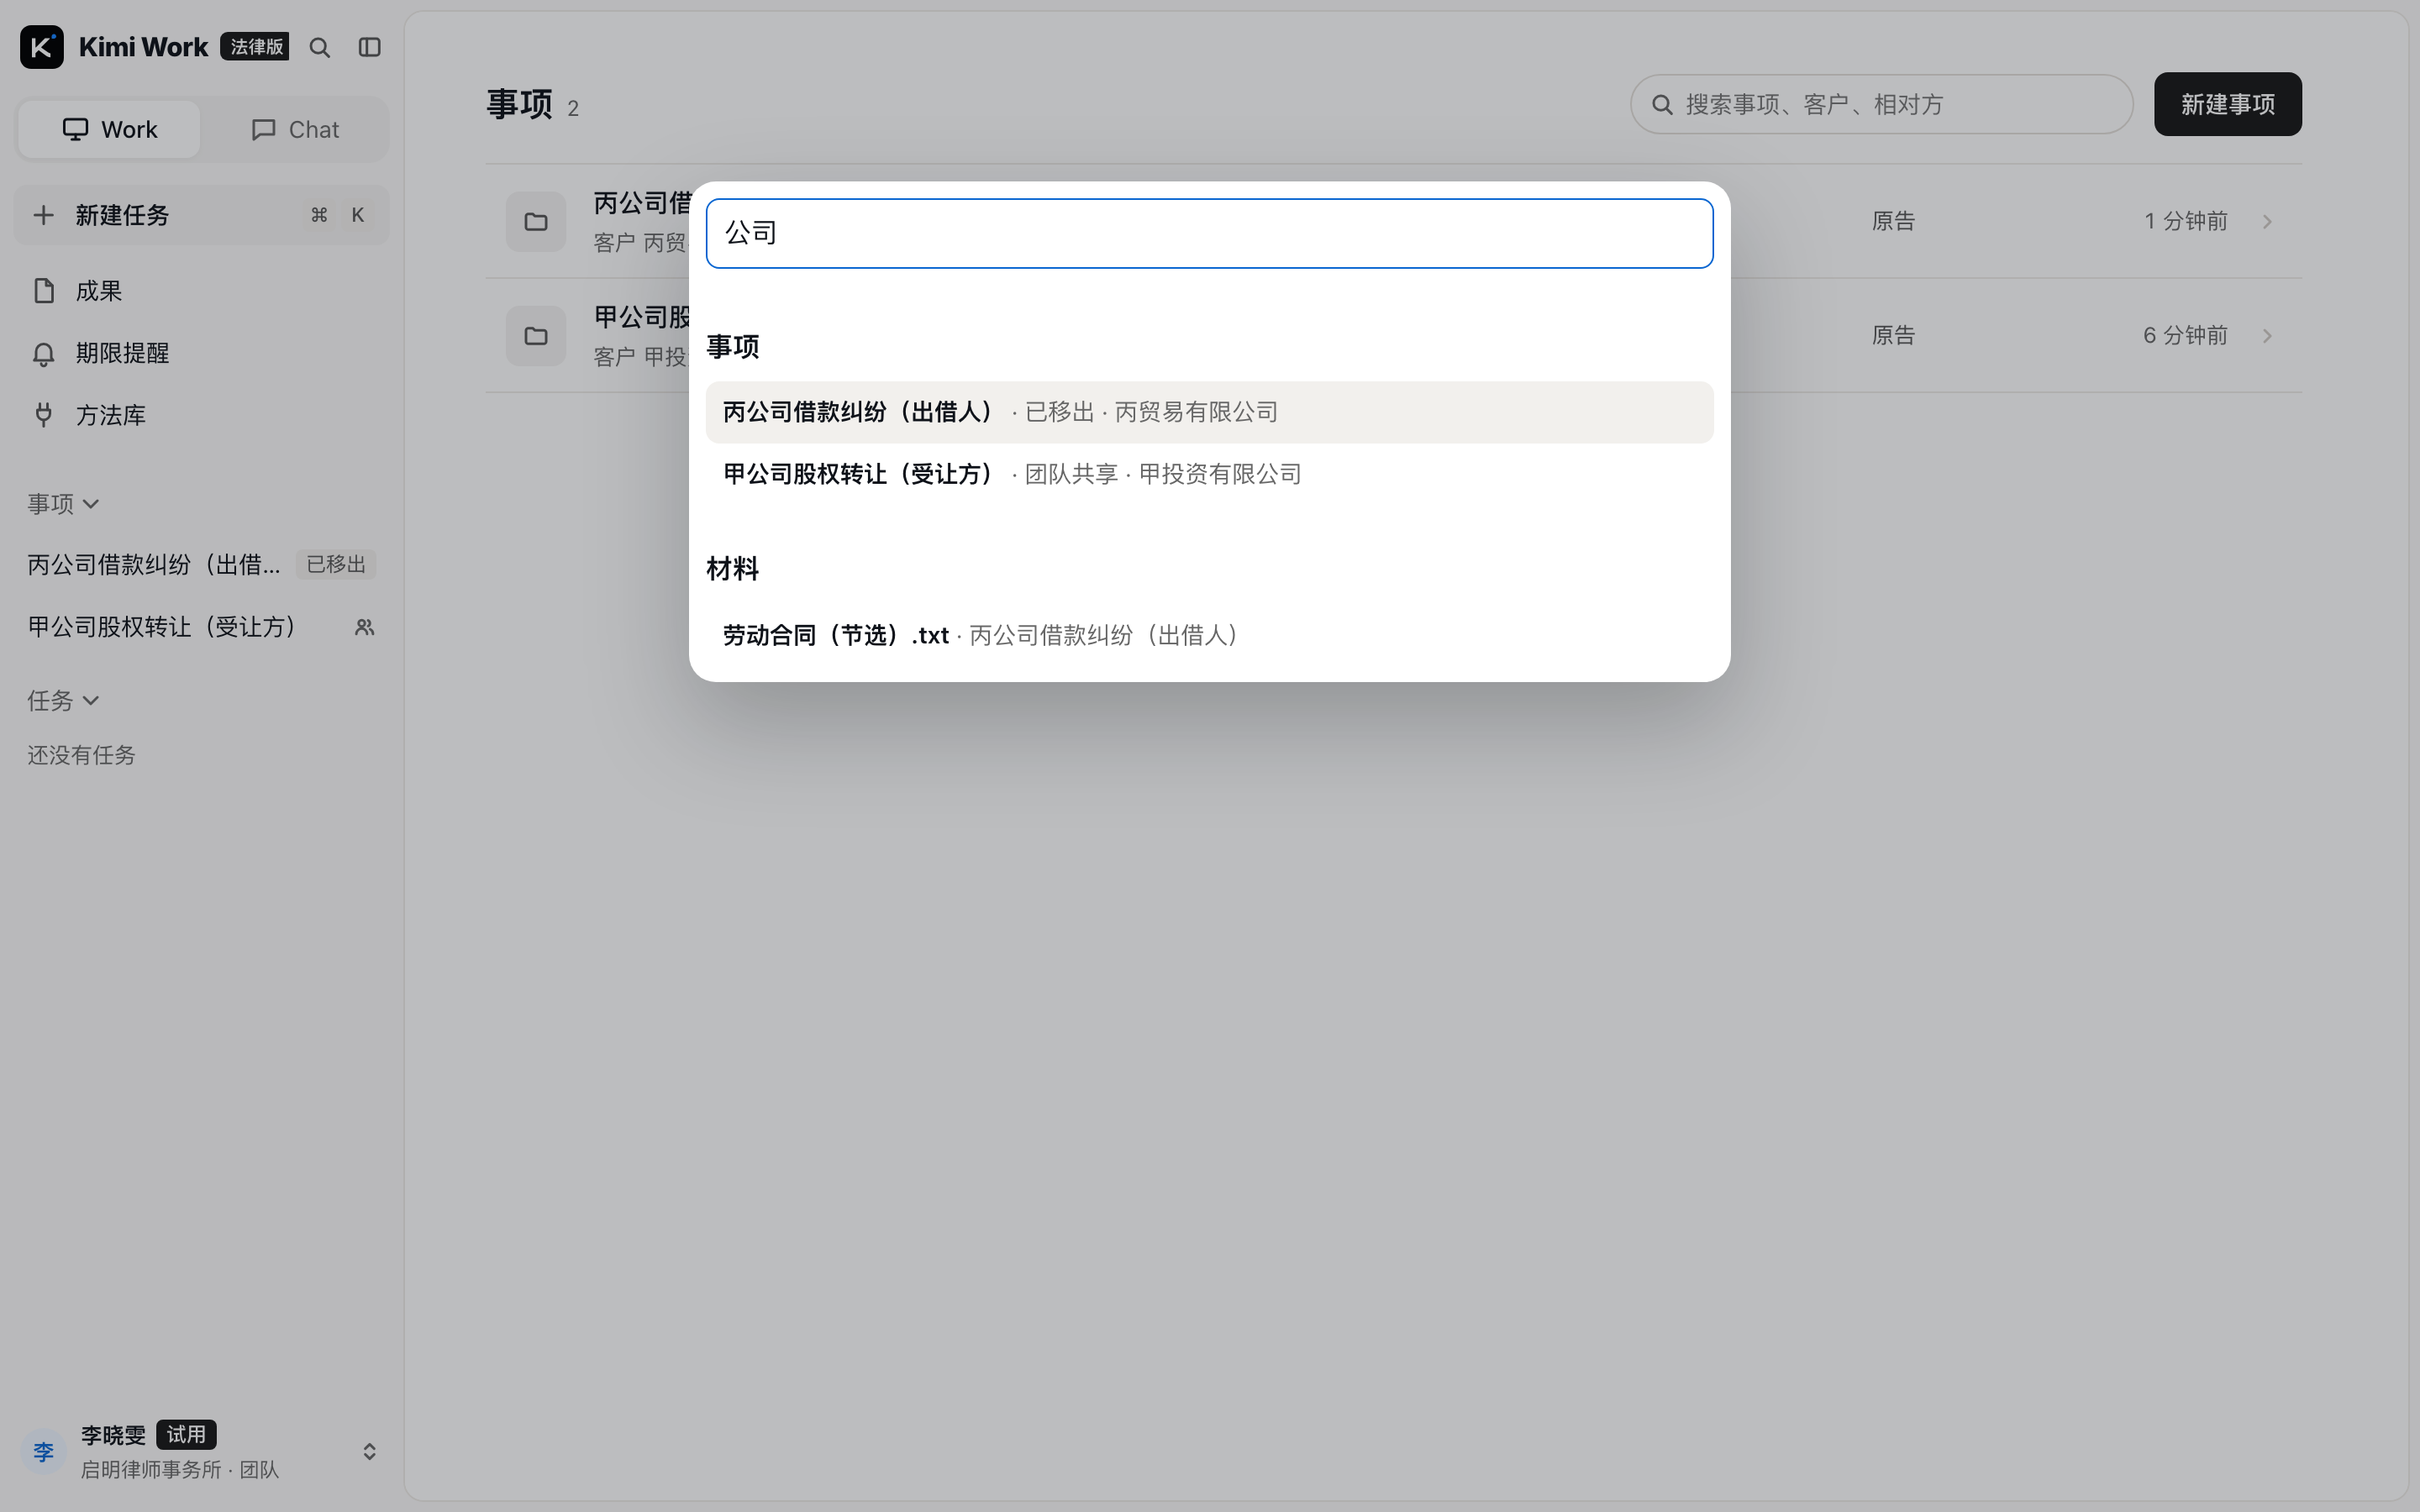 Kimi Work 法律版
Work
Chat
新建任务 ⌘ K
成果
期限提醒
方法库
事项
丙公司借款纠纷（出借... 已移出
甲公司股权转让（受让方）
任务
还没有任务
李 李晓雯 试用
启明律师事务所 · 团队
事项 2
搜索事项、客户、相对方
新建事项
丙公司借
客户 丙贸
原告
1 分钟前
甲公司股
客户 甲投
原告
6 分钟前
公司
事项
丙公司借款纠纷（出借人） · 已移出 · 丙贸易有限公司
甲公司股权转让（受让方） · 团队共享 · 甲投资有限公司
材料
劳动合同（节选）.txt · 丙公司借款纠纷（出借人）